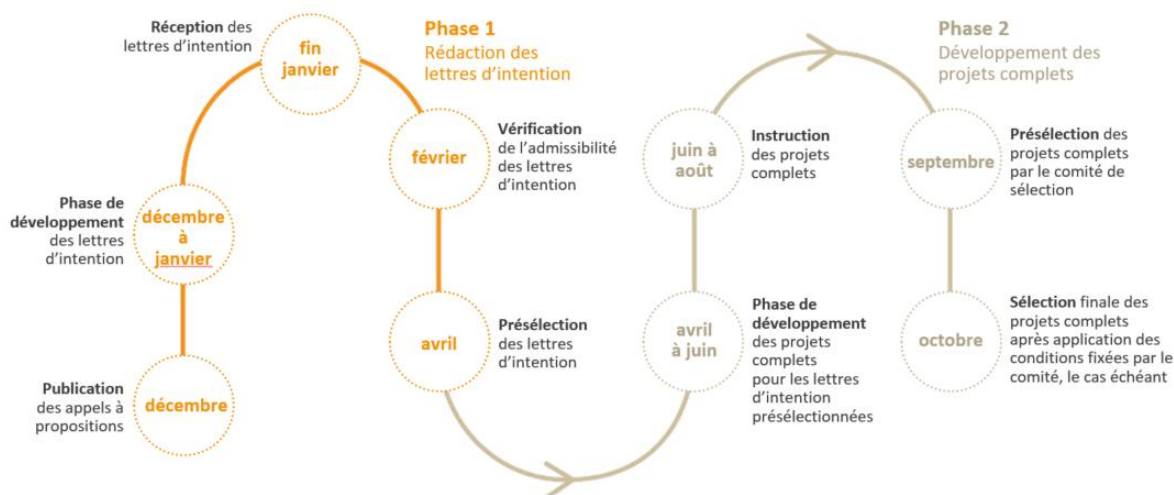 Publication
des appels à
propositions
décembre
Phase de
développement
des lettres
d'intention
décembre
à
janvier
Réception des
lettres d'intention
fin
janvier
Phase 1
Rédaction des
lettres d'intention
février
Vérification
de l'admissibilité
des lettres
d'intention
avril
Présélection
des lettres
d'intention
avril
à juin
Phase de
développement
des projets
complets
pour les lettres
d'intention
présélectionnées
juin à
août
Instruction
des projets
complets
Phase 2
Développement des
projets complets
septembre
Présélection des
projets complets
par le comité de
sélection
octobre
Sélection finale des
projets complets
après application des
conditions fixées par le
comité, le cas échéant